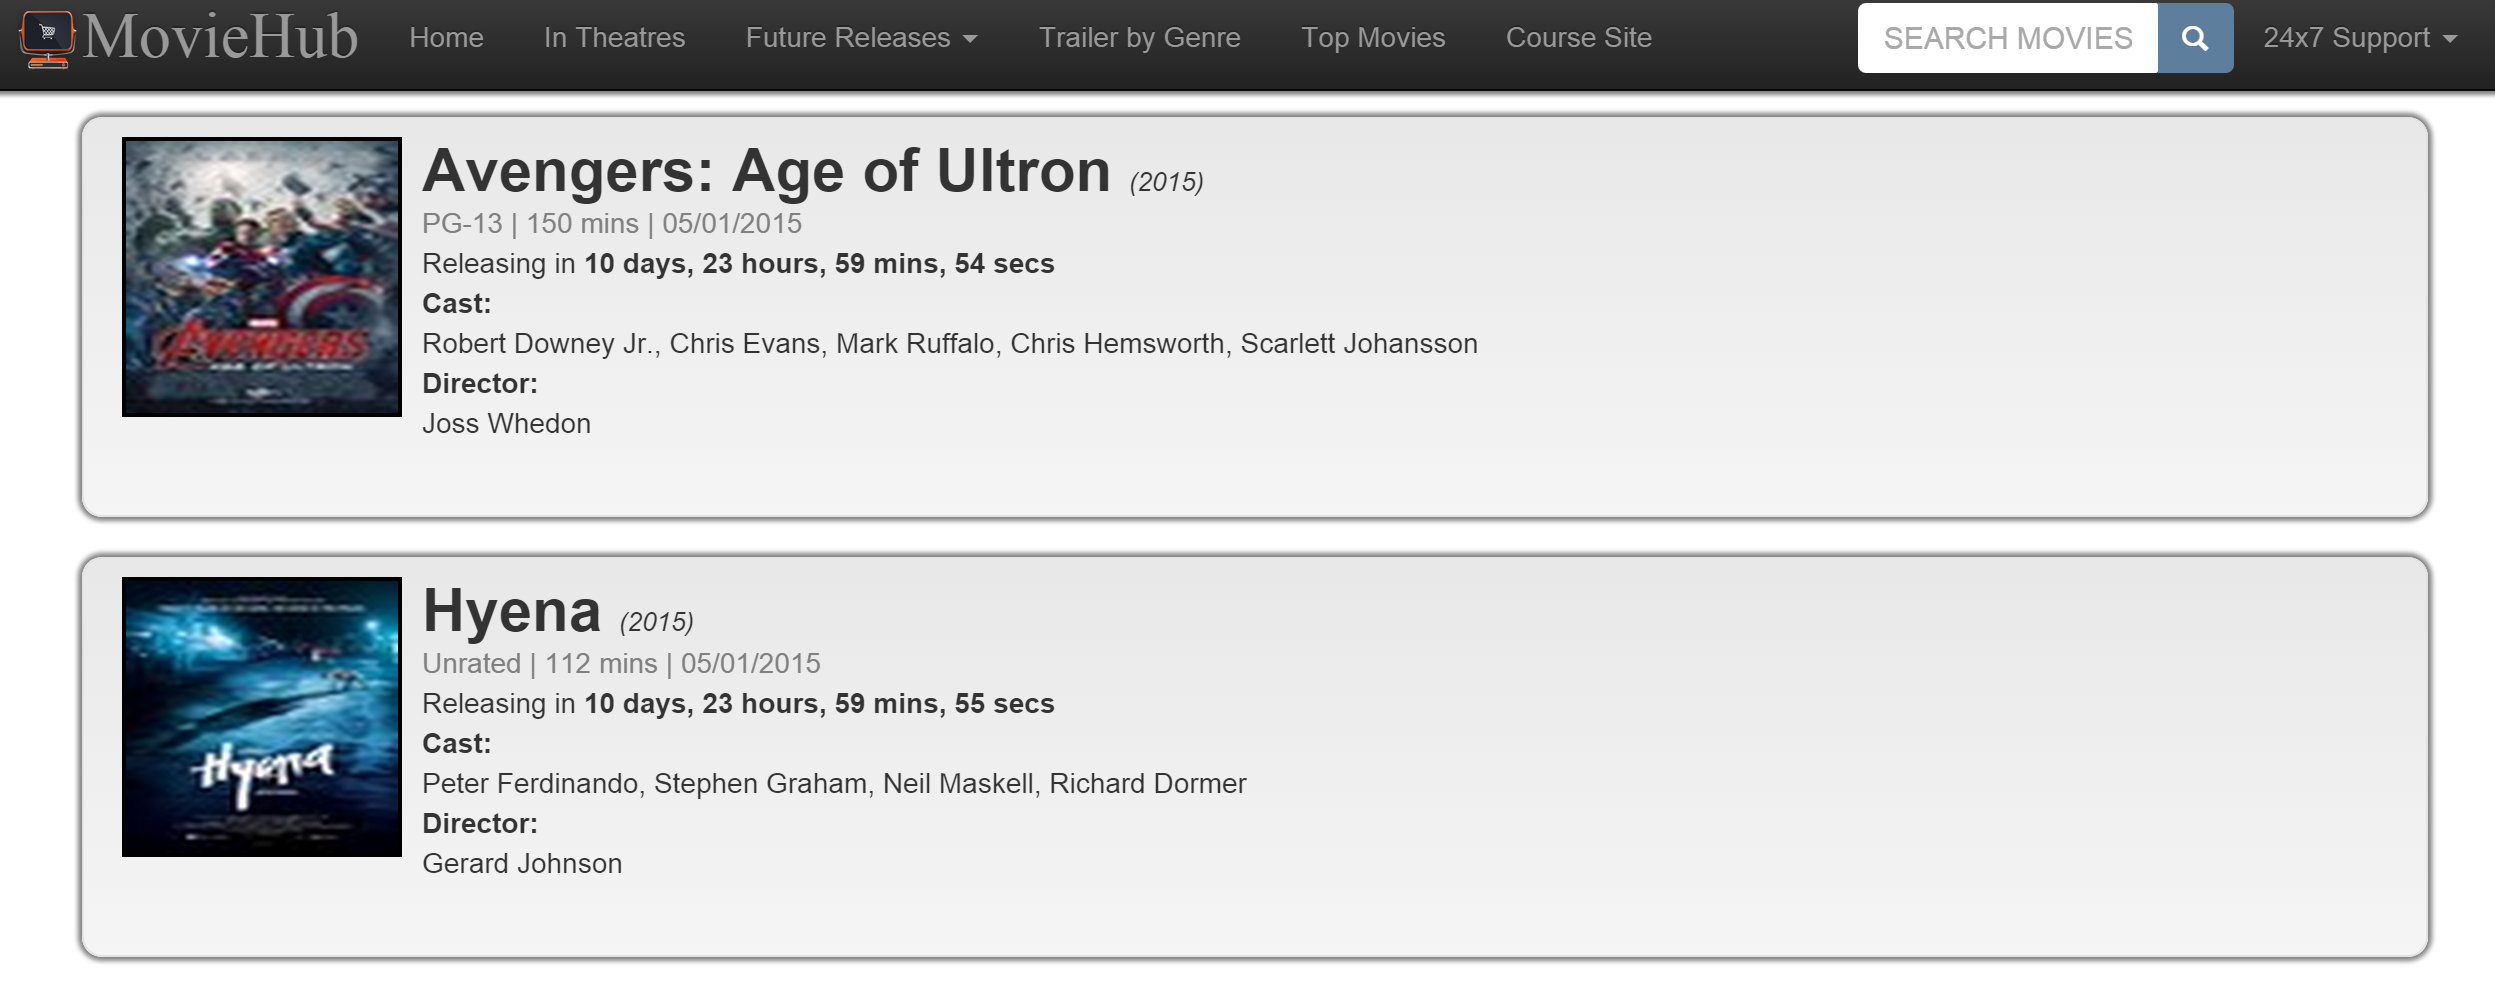 MovieHub Home In Theatres Future Releases Trailer by Genre Top Movies Course Site SEARCH MOVIES 24x7 Support
Avengers: Age of Ultron (2015)
PG-13 | 150 mins | 05/01/2015
Releasing in 10 days, 23 hours, 59 mins, 54 secs
Cast:
Robert Downey Jr., Chris Evans, Mark Ruffalo, Chris Hemsworth, Scarlett Johansson
Director:
Joss Whedon
AVENGERS
AGE OF ULTRON
Hyena (2015)
Unrated | 112 mins | 05/01/2015
Releasing in 10 days, 23 hours, 59 mins, 55 secs
Cast:
Peter Ferdinando, Stephen Graham, Neil Maskell, Richard Dormer
Director:
Gerard Johnson
Hyena